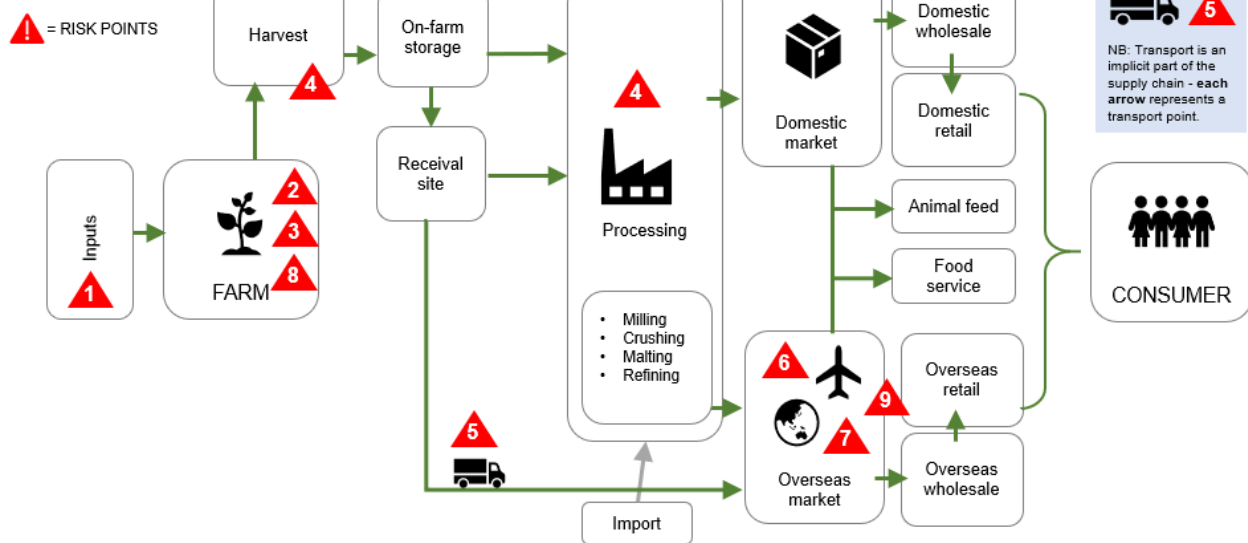 ! = RISK POINTS
Harvest
4
On-farm
storage
Receival
site
Inputs
1
2
3
8
FARM
4
Processing
• Milling
• Crushing
• Malting
• Refining
Import
5
Domestic
market
Domestic
wholesale
Domestic
retail
Animal feed
Food
service
6
9
7
Overseas
market
Overseas
retail
Overseas
wholesale
5
NB: Transport is an
implicit part of the
supply chain - each
arrow represents a
transport point.
CONSUMER